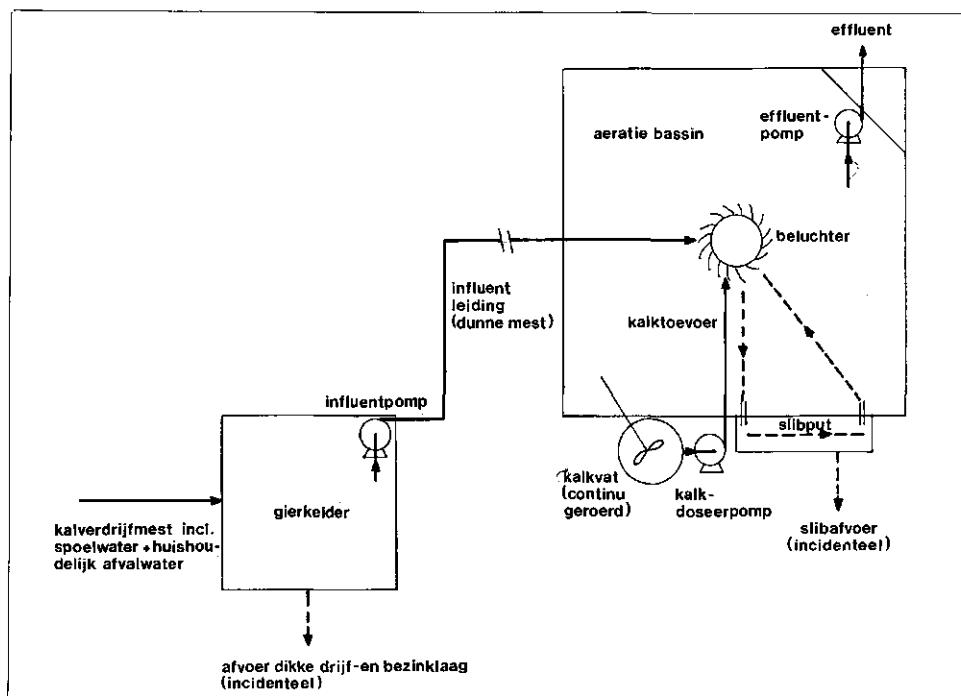 effluent
effluent-
pomp
aeratie bassin
beluchter
influent
leiding
(dunne mest)
kalktoevoer
influentpomp
slibput
kalkvat
(continu
geroerd)
kalk-
doseerpomp
gierkelder
kalverdrijfmest incl.
spoelwater + huishou-
delijk afvalwater
slibafvoer
(incidenteel)
afvoer dikke drijf-en bezinklaag
(incidenteel)